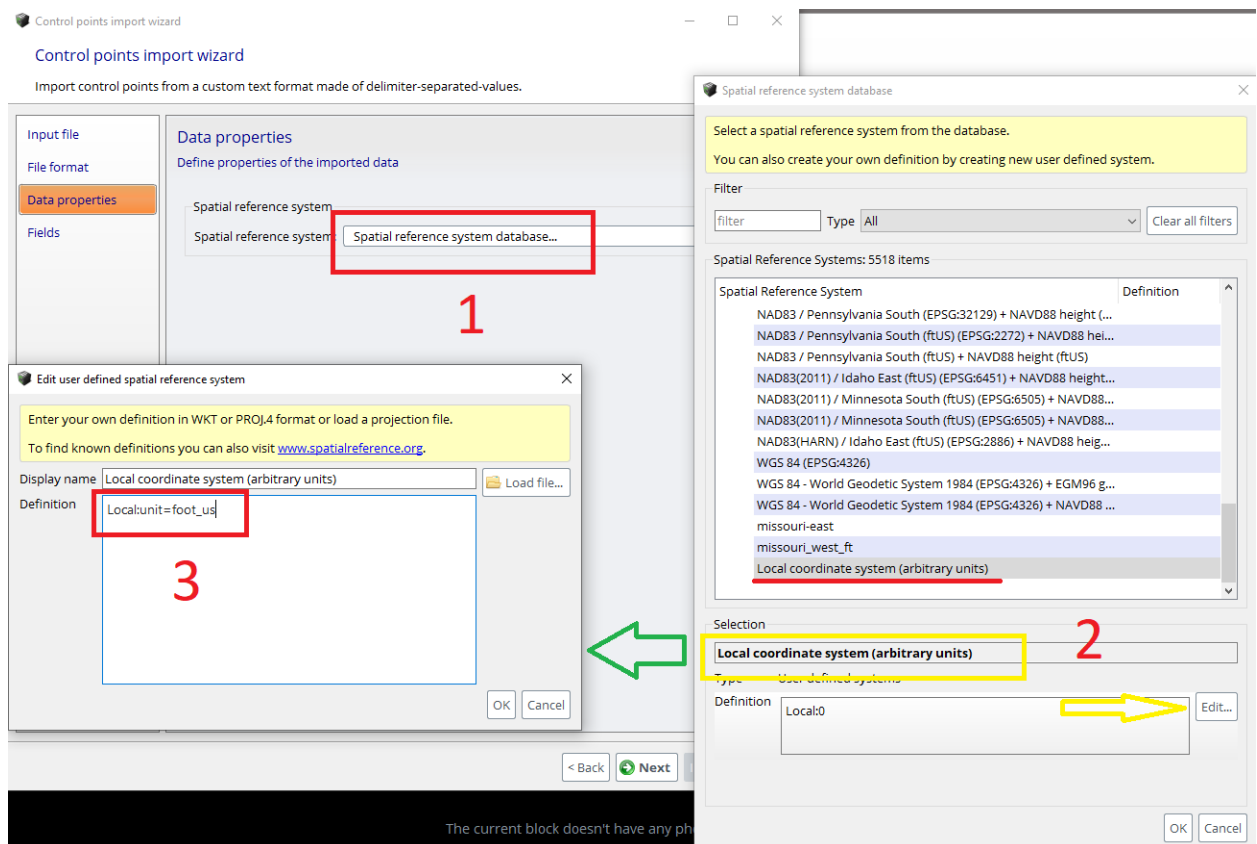 Control points import wizard
Control points import wizard
Import control points from a custom text format made of delimiter-separated-values.
Input file
File format
Data properties
Fields
Data properties
Define properties of the imported data
Spatial reference system
Spatial reference system: Spatial reference system database...
1
Edit user defined spatial reference system
Enter your own definition in WKT or PROJ.4 format or load a projection file.
To find known definitions you can also visit www.spatialreference.org.
Display name Local coordinate system (arbitrary units) Load file...
Definition Local:unit=foot_us
3
OK Cancel
< Back Next
The current block doesn't have any ph
Spatial reference system database
Select a spatial reference system from the database.
You can also create your own definition by creating new user defined system.
Filter
filter Type All Clear all filters
Spatial Reference Systems: 5518 items
Spatial Reference System Definition
NAD83 / Pennsylvania South (EPSG:32129) + NAVD88 height (...
NAD83 / Pennsylvania South (ftUS) (EPSG:2272) + NAVD88 hei...
NAD83 / Pennsylvania South (ftUS) + NAVD88 height (ftUS)
NAD83(2011) / Idaho East (ftUS) (EPSG:6451) + NAVD88 height...
NAD83(2011) / Minnesota South (ftUS) (EPSG:6505) + NAVD88...
NAD83(2011) / Minnesota South (ftUS) (EPSG:6505) + NAVD88...
NAD83(HARN) / Idaho East (ftUS) (EPSG:2886) + NAVD88 heig...
WGS 84 (EPSG:4326)
WGS 84 - World Geodetic System 1984 (EPSG:4326) + EGM96 g...
WGS 84 - World Geodetic System 1984 (EPSG:4326) + NAVD88 ...
missouri-east
missouri_west_ft
Local coordinate system (arbitrary units)
Selection
2
Local coordinate system (arbitrary units)
Type User defined systems
Definition Local:0 Edit...
OK Cancel